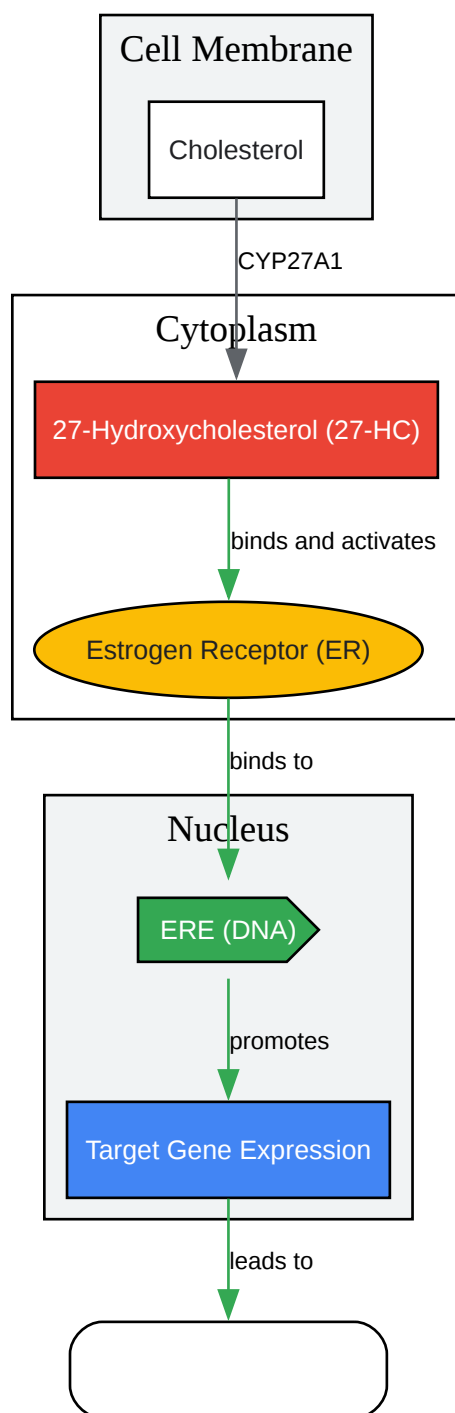 Cell Membrane
Cholesterol
CYP27A1
Cytoplasm
27-Hydroxycholesterol (27-HC)
binds and activates
Estrogen Receptor (ER)
binds to
Nucleus
ERE (DNA)
promotes
Target Gene Expression
leads to